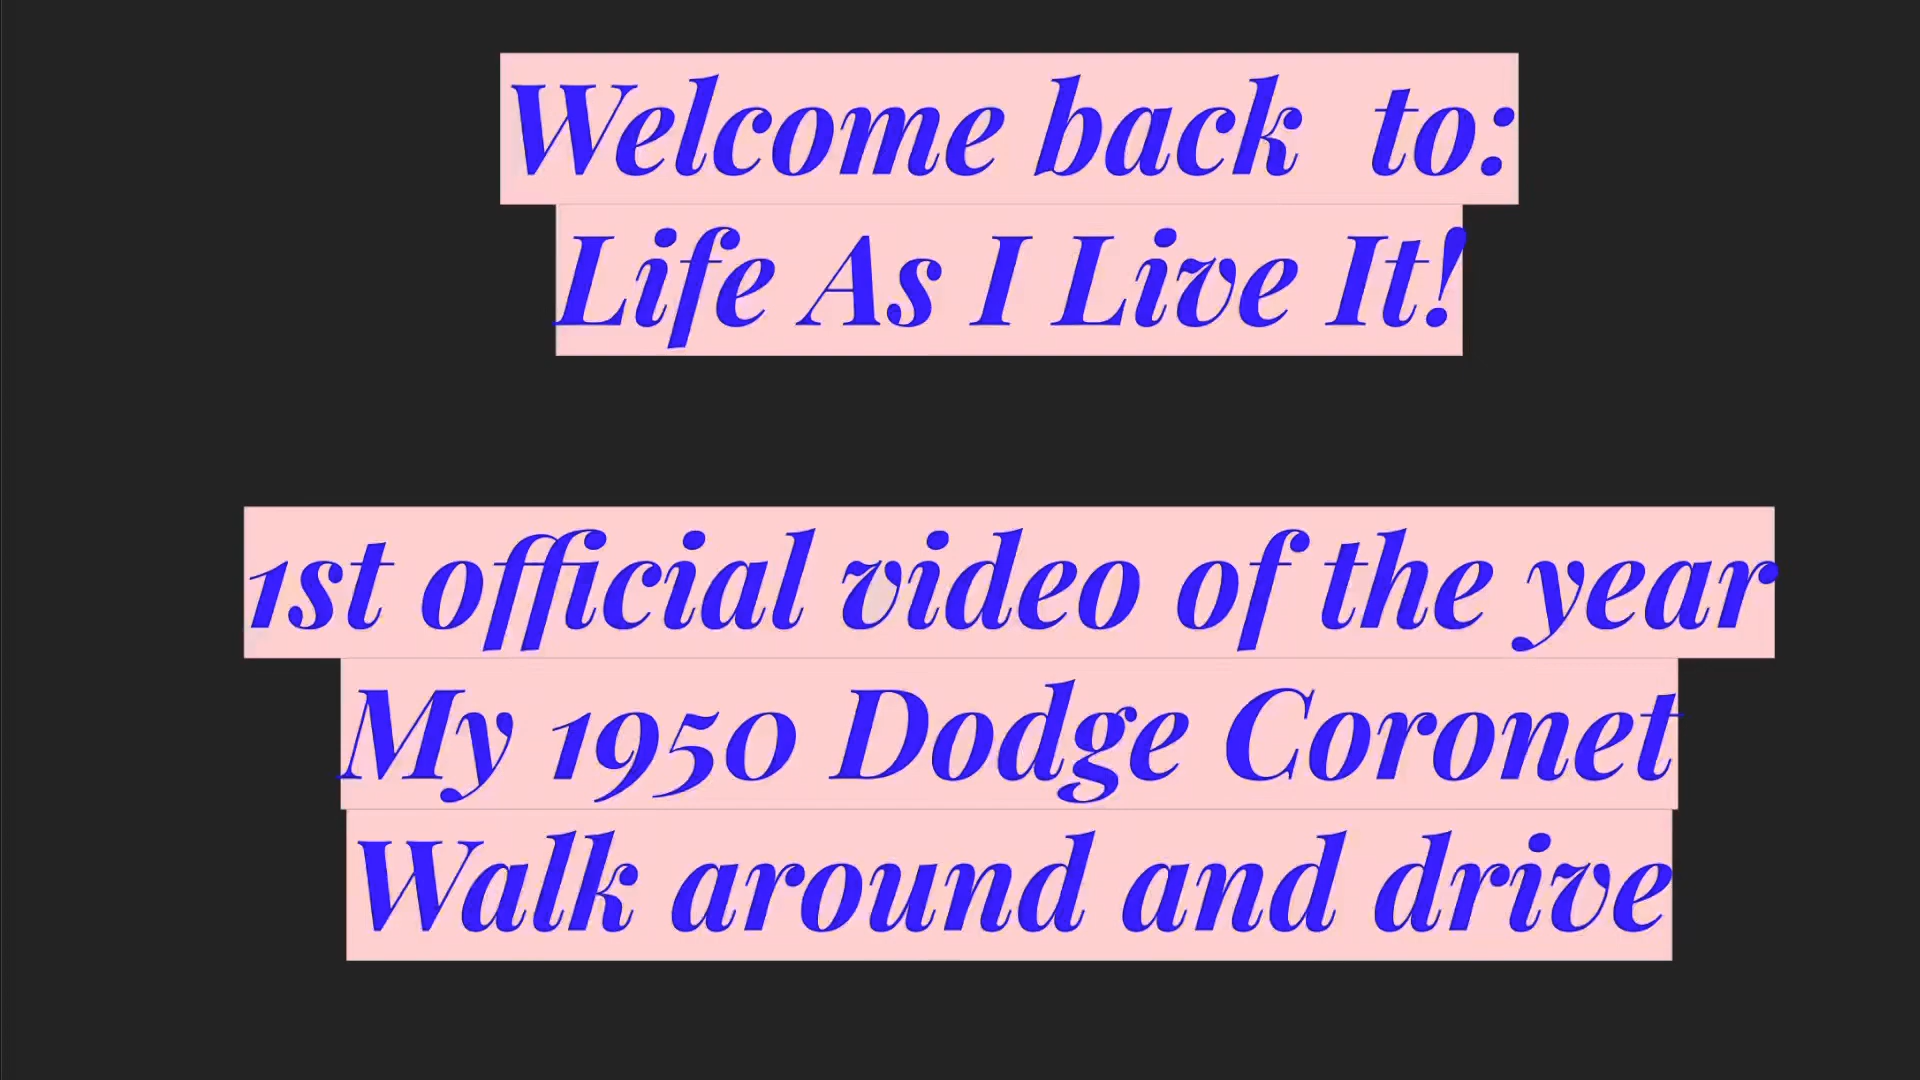 Welcome back  to:
Life As I Live It!
1st official video of the year
My 1950 Dodge Coronet
Walk around and drive